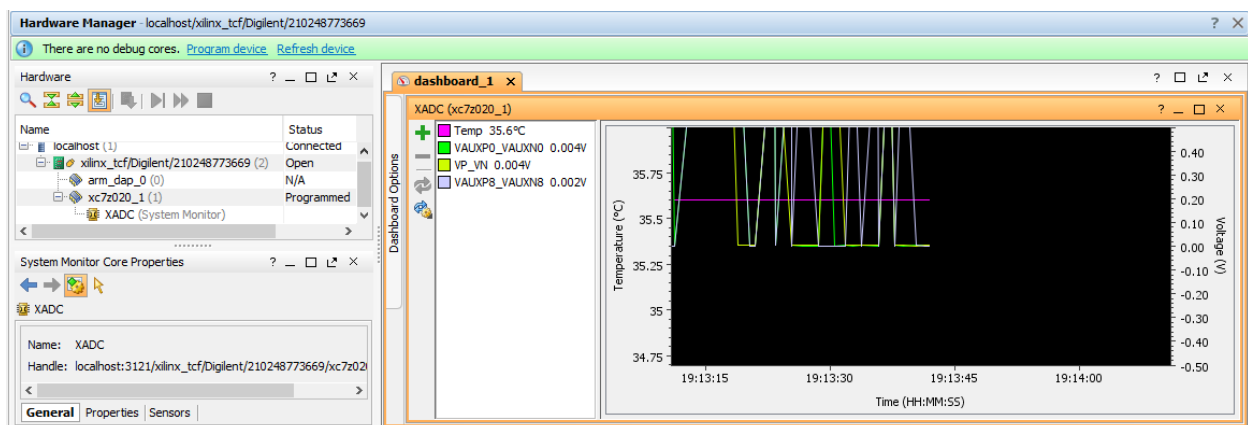 Hardware Manager - localhost/xilinx_tcf/Digilent/210248773669
There are no debug cores. Program device Refresh device
Hardware
Name Status
localhost (1) Connected
xilinx_tcf/Digilent/210248773669 (2) Open
arm_dap_0 (0) N/A
xc7z020_1 (1) Programmed
XADC (System Monitor)
System Monitor Core Properties
XADC
Name: XADC
Handle: localhost:3121/xilinx_tcf/Digilent/210248773669/xc7z02
General Properties Sensors
dashboard_1
Dashboard Options
XADC (xc7z020_1)
Temp 35.6°C
VAUXP0_VAUXN0 0.004V
VP_VN 0.004V
VAUXP8_VAUXN8 0.002V
Temperature (°C)
35.75
35.5
35.25
35
34.75
0.40
0.30
0.20
0.10
0.00
-0.10
-0.20
-0.30
-0.40
-0.50
Voltage (V)
19:13:15 19:13:30 19:13:45 19:14:00
Time (HH:MM:SS)